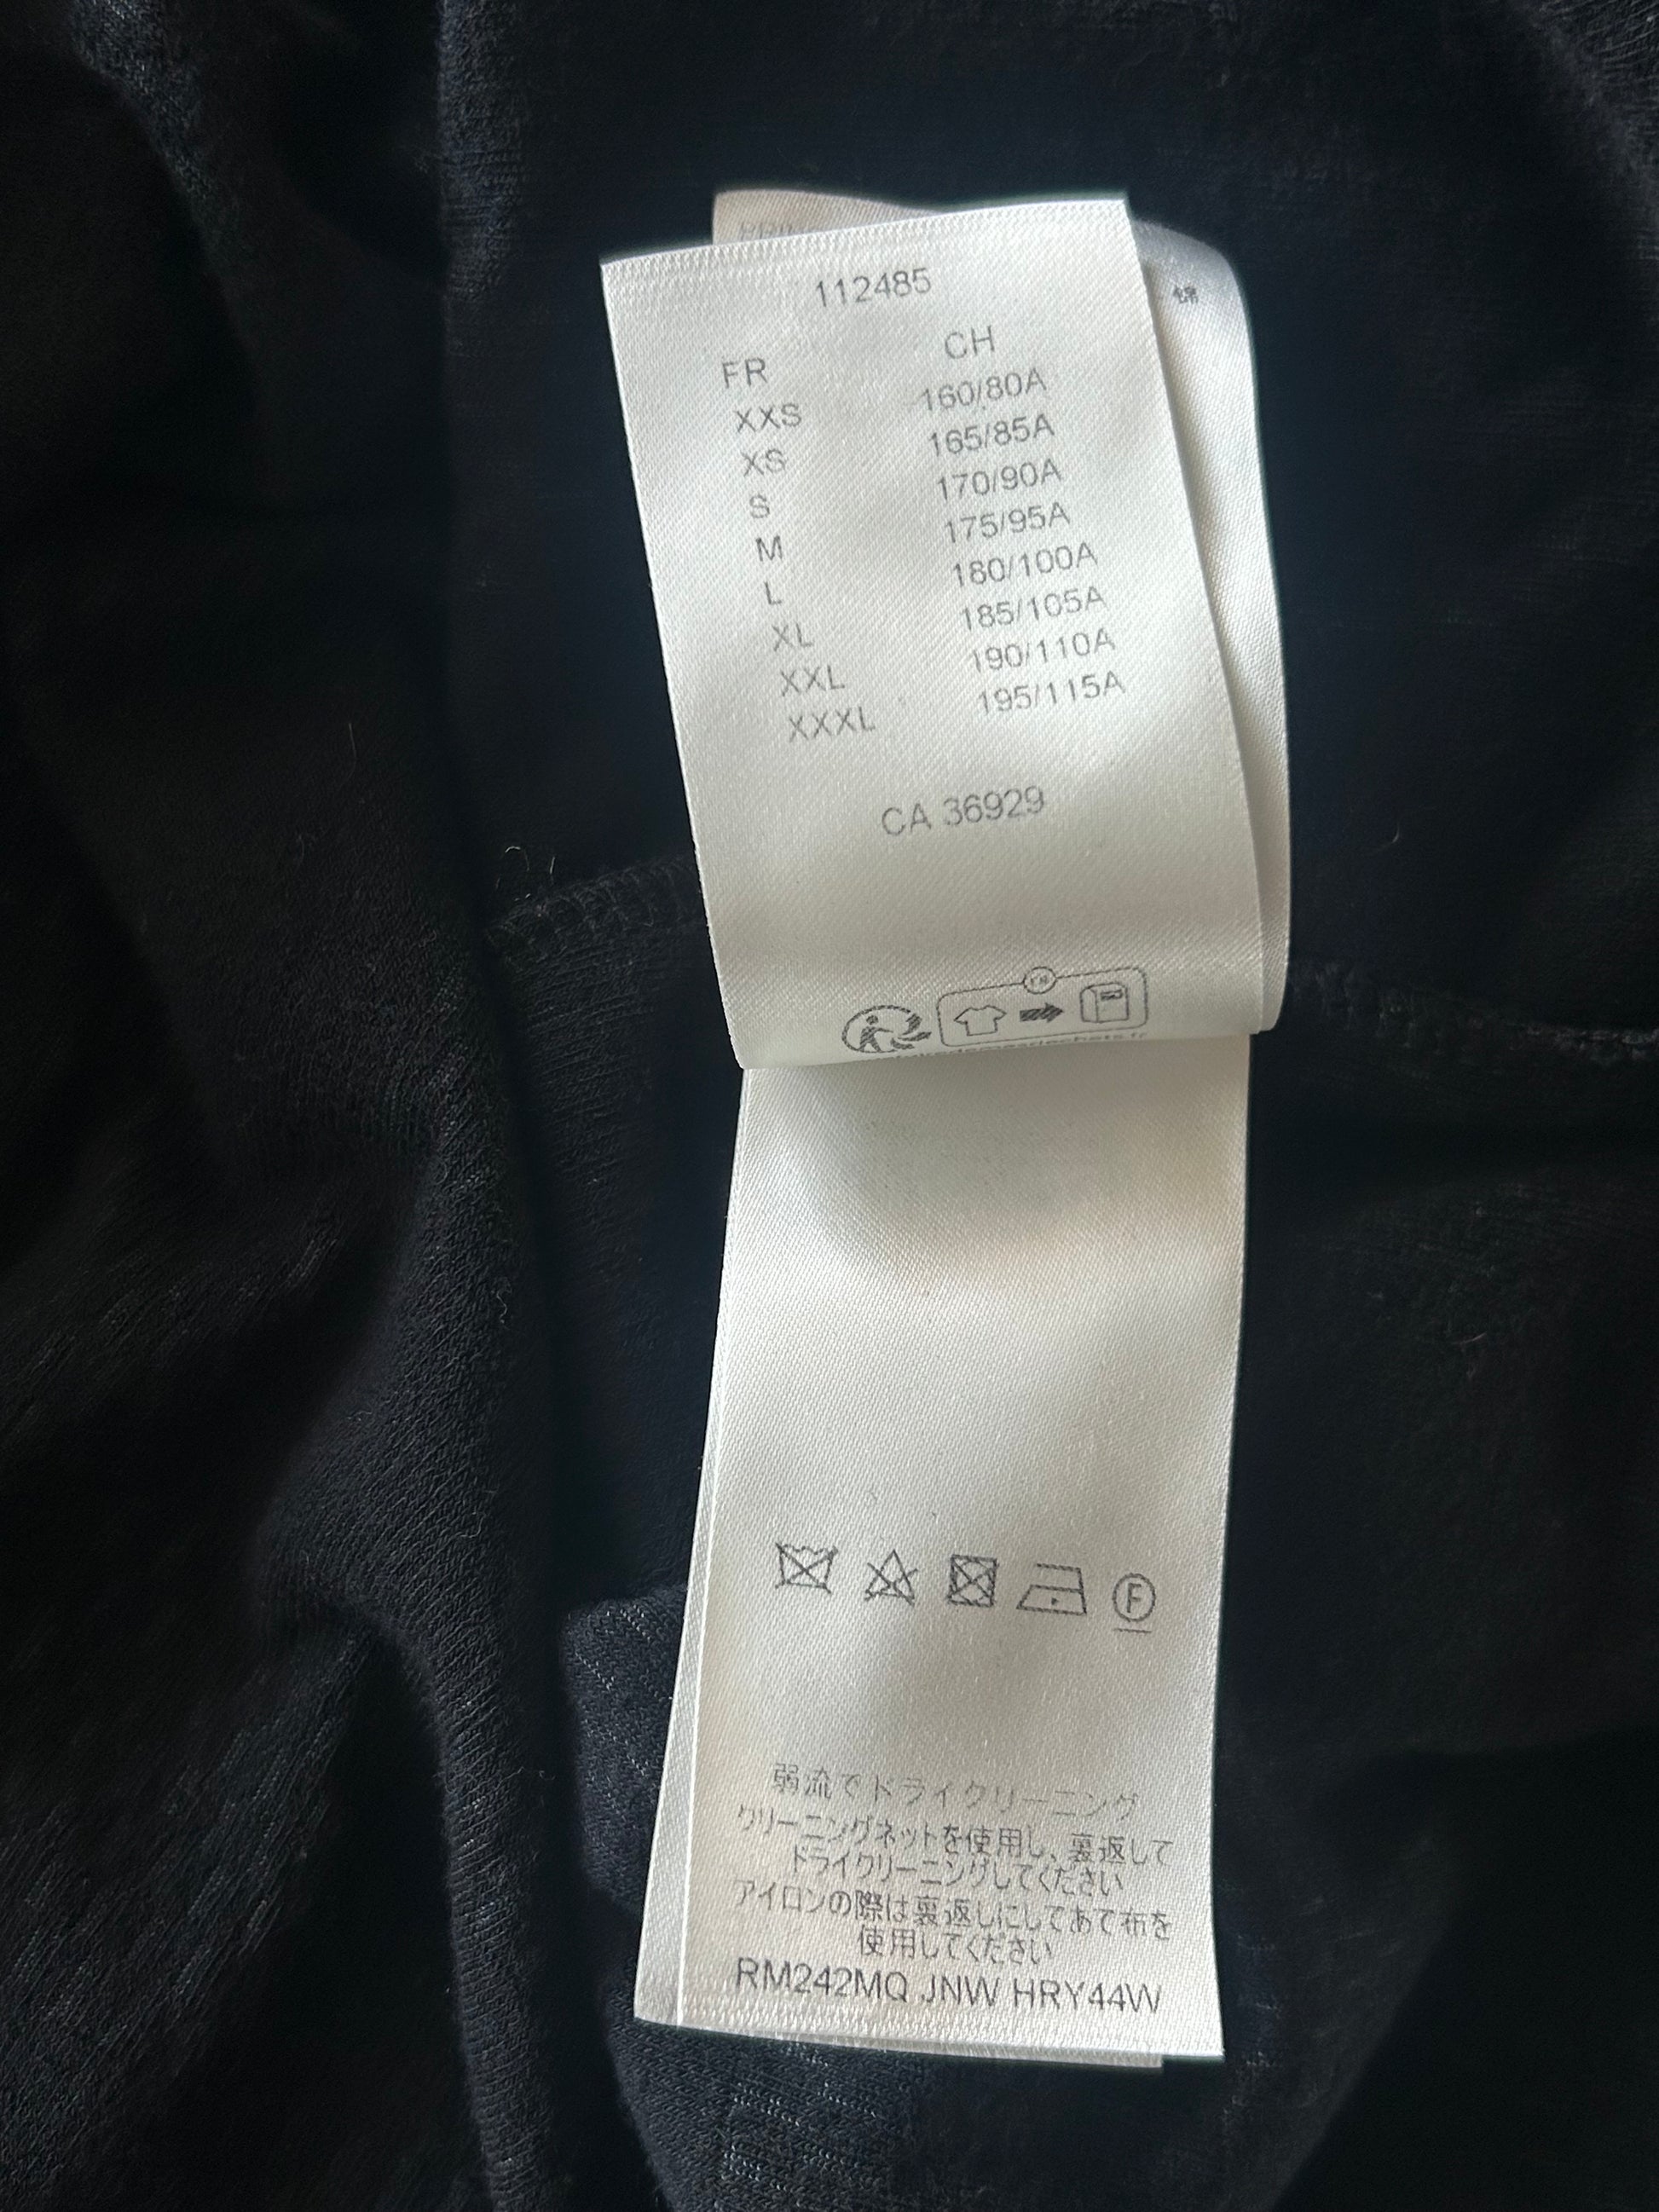 112485
FR CH
XXS 160/80A
XS 165/85A
S 170/90A
M 175/95A
L 180/100A
XL 185/105A
XXL 190/110A
XXXL 195/115A
CA 36929
FR
F
弱流でドライクリーニング
クリーニングネットを使用し、裏返して
ドライクリーニングしてください
アイロンの際は裏返しにしてあて布を
使用してください
RM242MQ JNW HRY44W